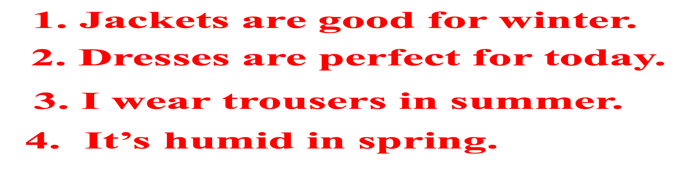 1. Jackets are good for winter.
2. Dresses are perfect for today.
3. I wear trousers in summer.
4. It’s humid in spring.